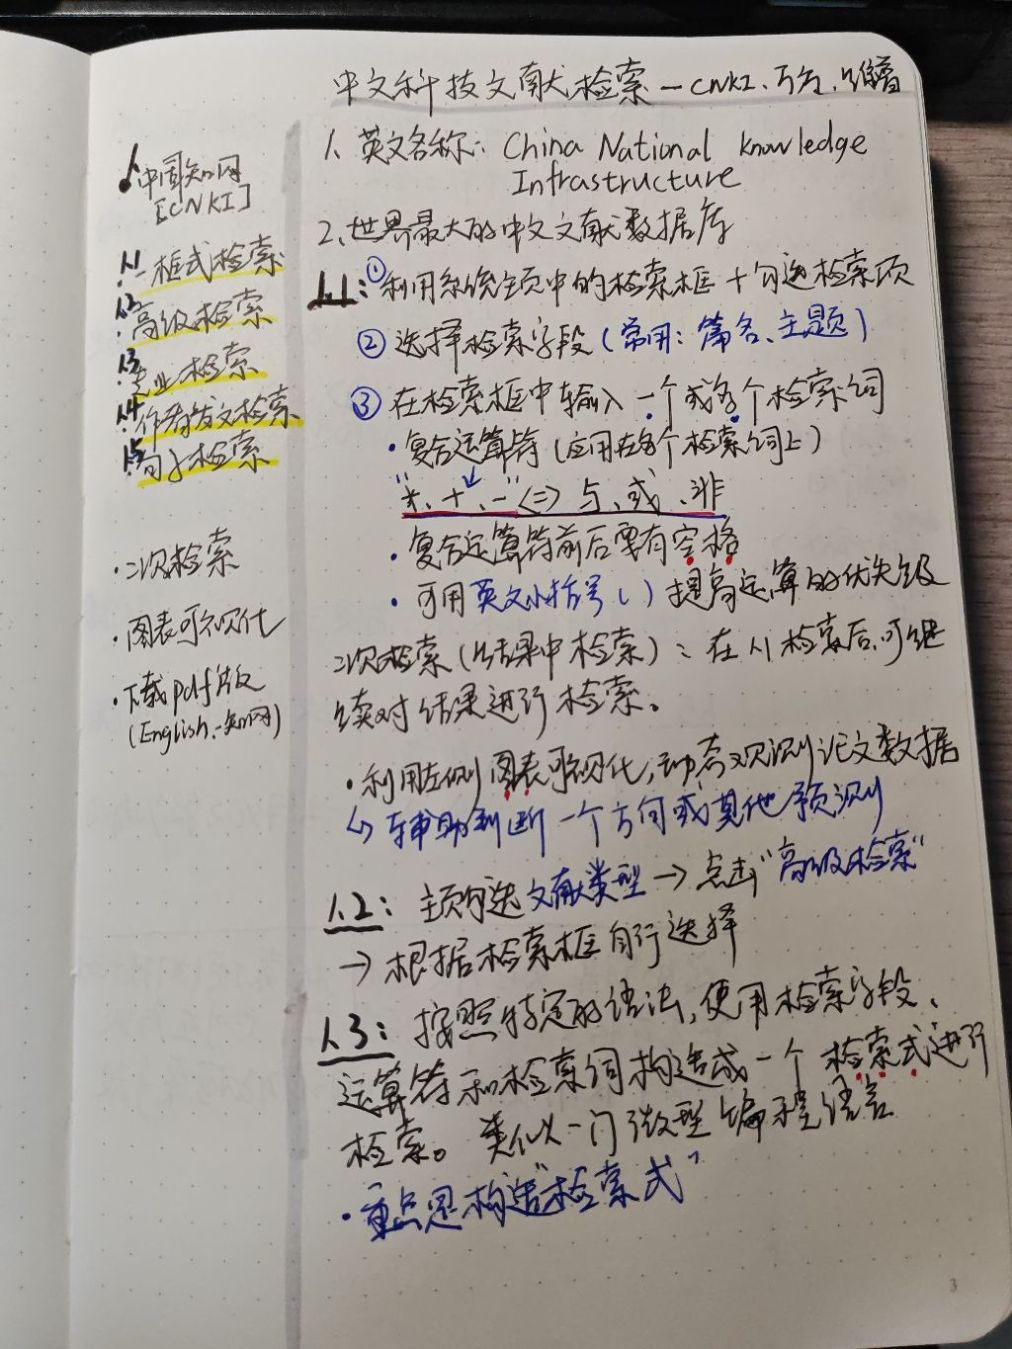 中文科技文献检索 — CNKI、万方、维普
1、中国知网
[CNKI]
1.1 一框式检索
1.2 高级检索
1.3 专业检索
1.4 作者发文检索
1.5 句子检索
·二次检索
·图表可视化
·下载pdf版
(English-知网)
1、英文名称: China National Knowledge
Infrastructure
2、世界最大的中文文献数据库
1.1: ①利用系统主页中的检索框 + 勾选检索项
②选择检索字段(常用: 篇名、主题)
③在检索框中输入一个或多个检索词
·复合运算符(应用在多个检索词上)
"*、+、-" <=> 与、或、非
·复合运算符前后要有空格
·可用英文小括号()提高运算的优先级
二次检索(结果中检索): 在1.1检索后,可继
续对结果进行检索。
·利用左侧图表可视化,动态观测论文数据
↳辅助判断一个方向或其他预测
1.2: 主页勾选文献类型→点击"高级检索"
→根据检索框自行选择
1.3: 按照特定的语法,使用检索字段、
运算符和检索词构造成一个检索式进行
检索。类似一门微型编程语言
·重点思构造"检索式"
3